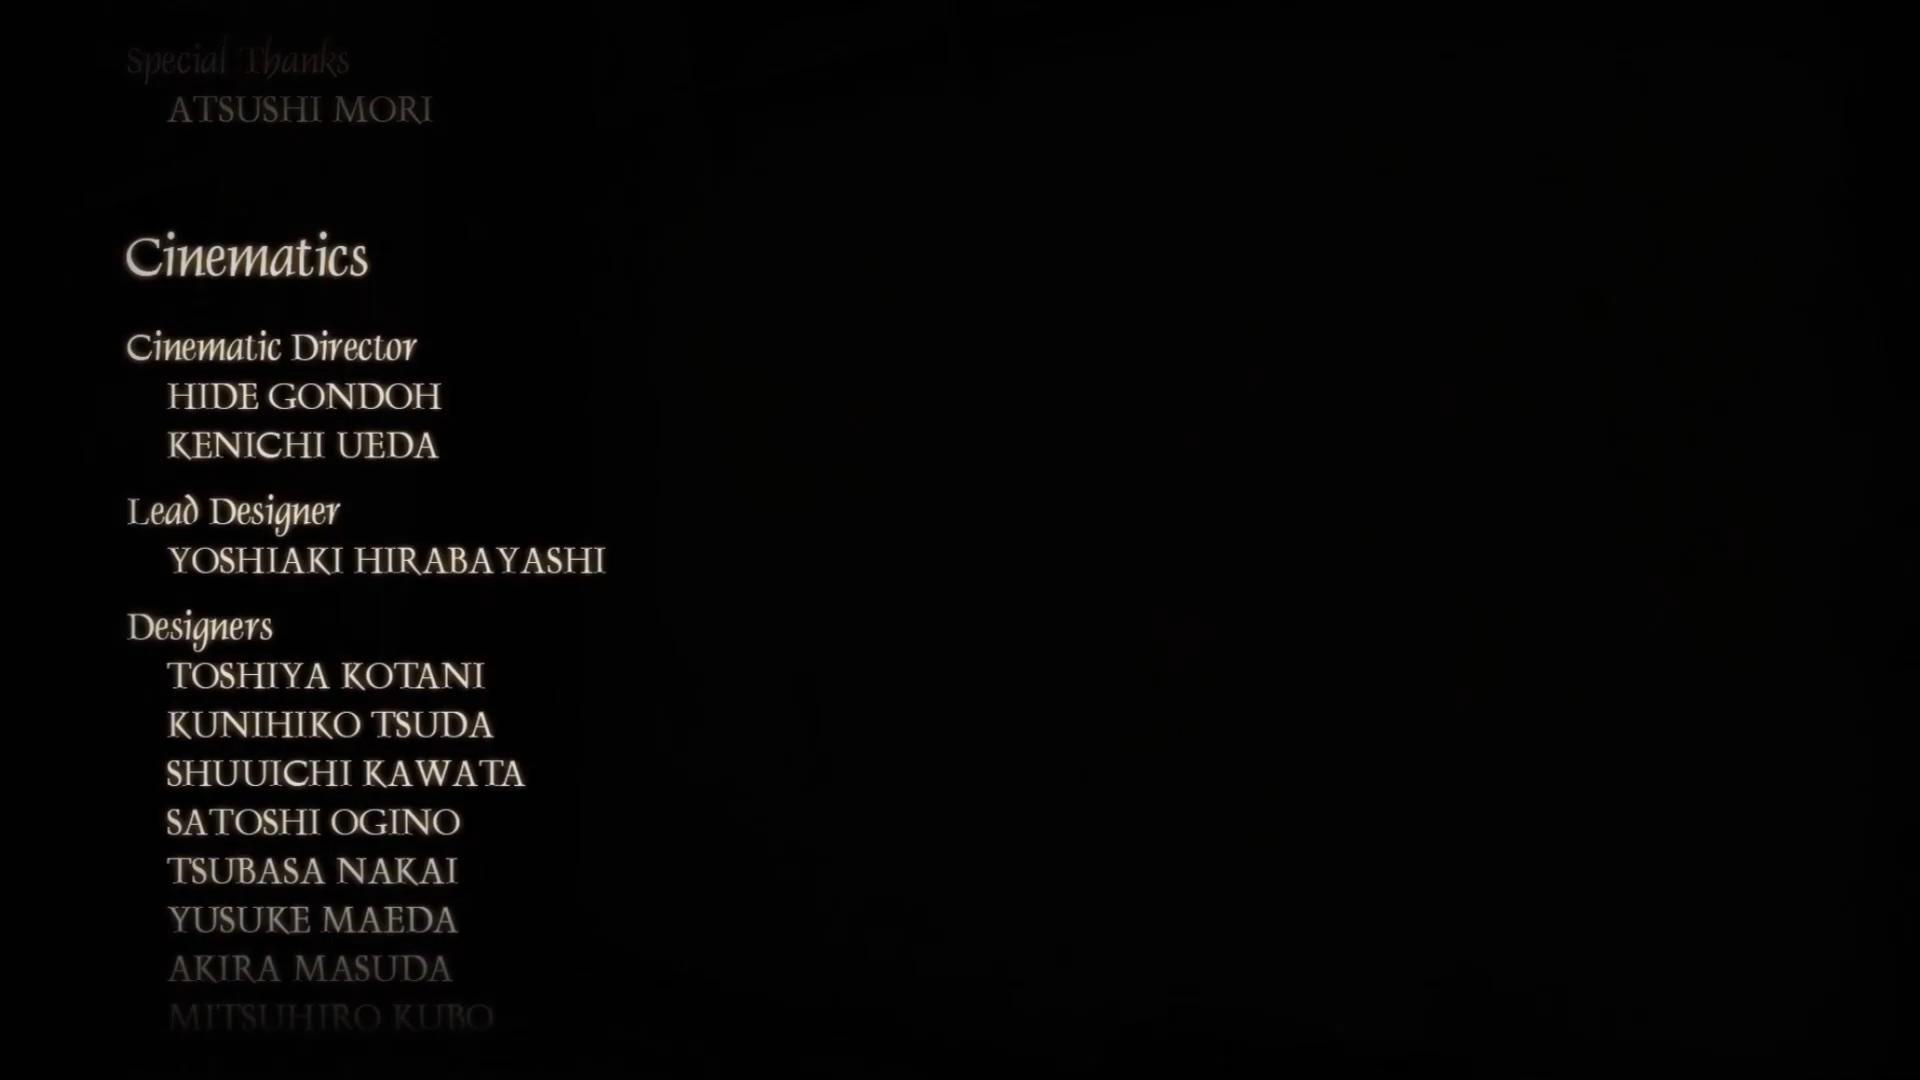 Special Thanks
ATSUSHI MORI
Cinematics
Cinematic Director
HIDE GONDOH
KENICHI UEDA
Lead Designer
YOSHIAKI HIRABAYASHI
Designers
TOSHIYA KOTANI
KUNIHIKO TSUDA
SHUUICHI KAWATA
SATOSHI OGINO
TSUBASA NAKAI
YUSUKE MAEDA
AKIRA MASUDA
MITSUHIRO KUBO